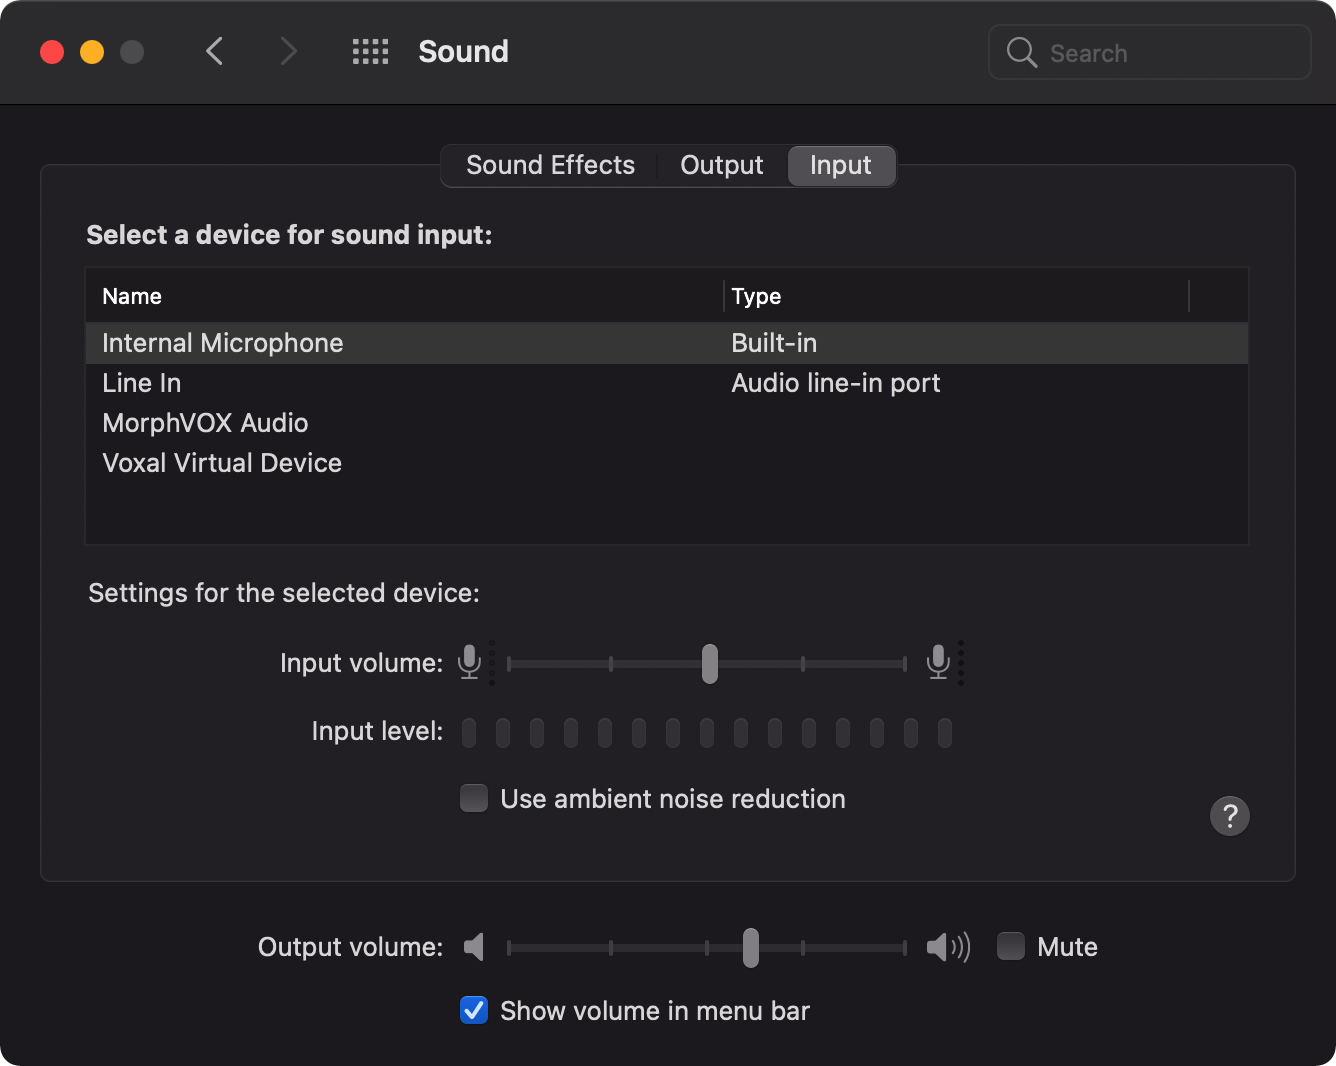 Sound
Search
Sound Effects Output Input
Select a device for sound input:
Name Type
Internal Microphone Built-in
Line In Audio line-in port
MorphVOX Audio
Voxal Virtual Device
Settings for the selected device:
Input volume:
Input level:
Use ambient noise reduction
?
Output volume: Mute
Show volume in menu bar